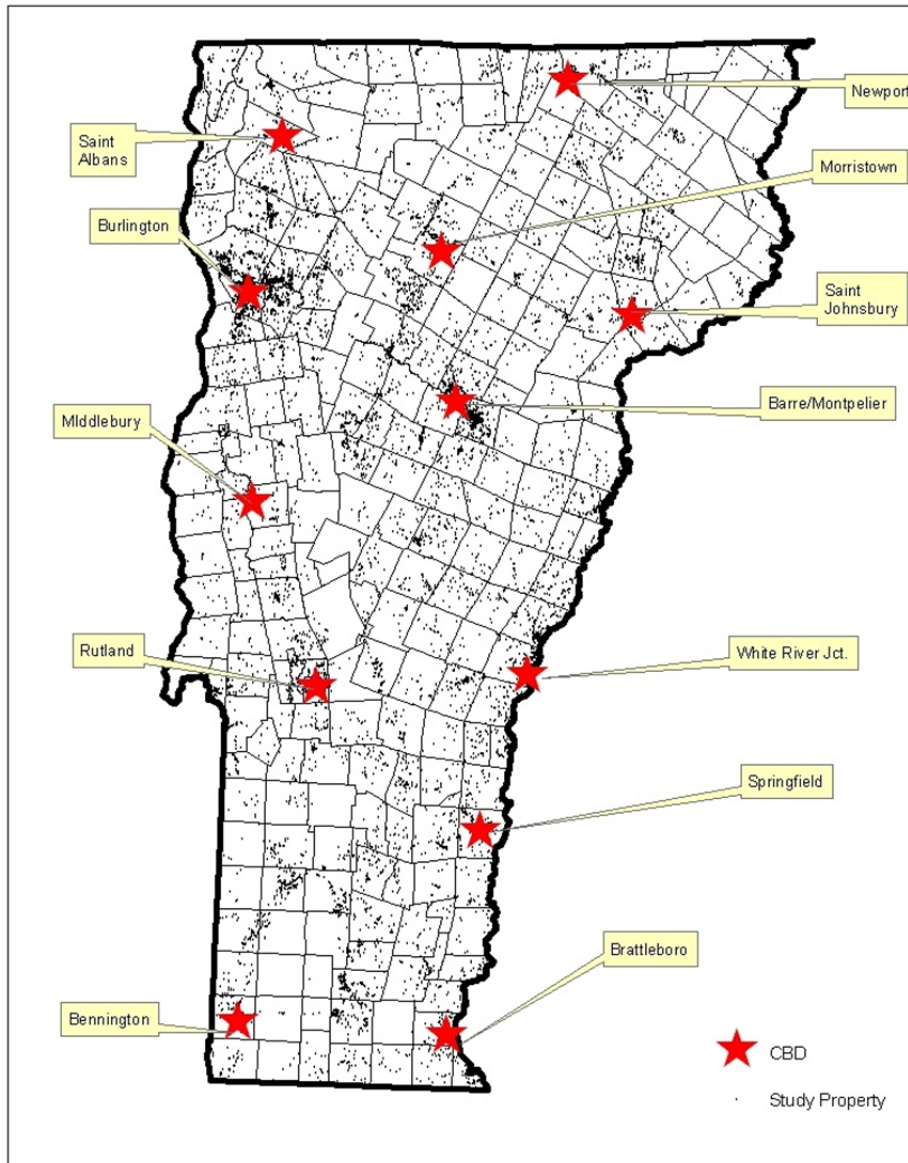 Newport
Saint
Albans
Morristown
Burlington
Saint
Johnsbury
Barre/Montpelier
MIddlebury
Rutland
White River Jct.
Springfield
Brattleboro
Bennington
CBD
Study Property